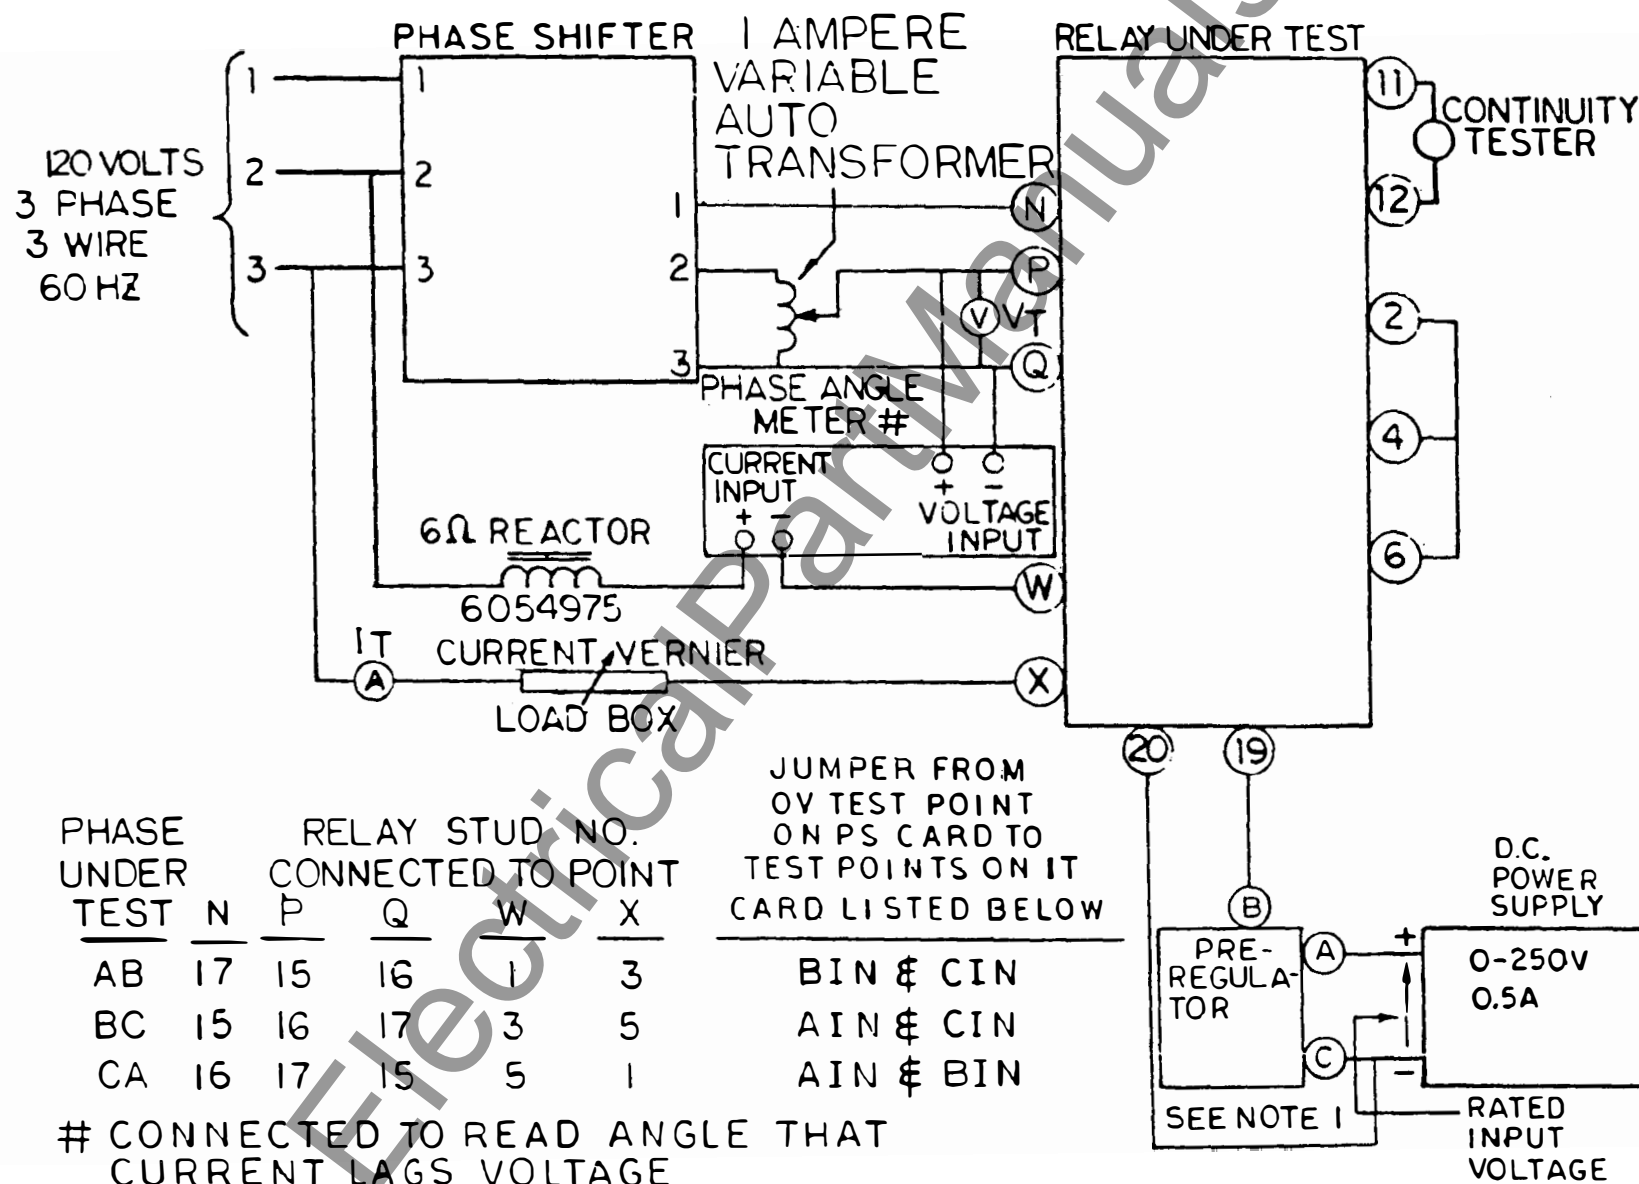 PHASE SHIFTER
1 AMPERE
VARIABLE
AUTO
TRANSFORMER
RELAY UNDER TEST
120 VOLTS
3 PHASE
3 WIRE
60 HZ
1
2
3
1
2
3
1
2
3
N
P
V VT
Q
W
X
11
12
CONTINUITY
TESTER
2
4
6
PHASE ANGLE
METER #
CURRENT
INPUT
+ -
+ -
VOLTAGE
INPUT
6Ω REACTOR
6054975
IT
A
CURRENT VERNIER
LOAD BOX
20
19
PHASE
UNDER
TEST
RELAY STUD NO.
CONNECTED TO POINT
N P Q W X
JUMPER FROM
OV TEST POINT
ON PS CARD TO
TEST POINTS ON IT
CARD LISTED BELOW
AB 17 15 16 1 3 BIN & CIN
BC 15 16 17 3 5 AIN & CIN
CA 16 17 15 5 1 AIN & BIN
# CONNECTED TO READ ANGLE THAT
CURRENT LAGS VOLTAGE
B
PRE-
REGULA-
TOR
A
C
SEE NOTE 1
D.C.
POWER
SUPPLY
+
-
0-250V
0.5A
RATED
INPUT
VOLTAGE
ElectricalPartManuals